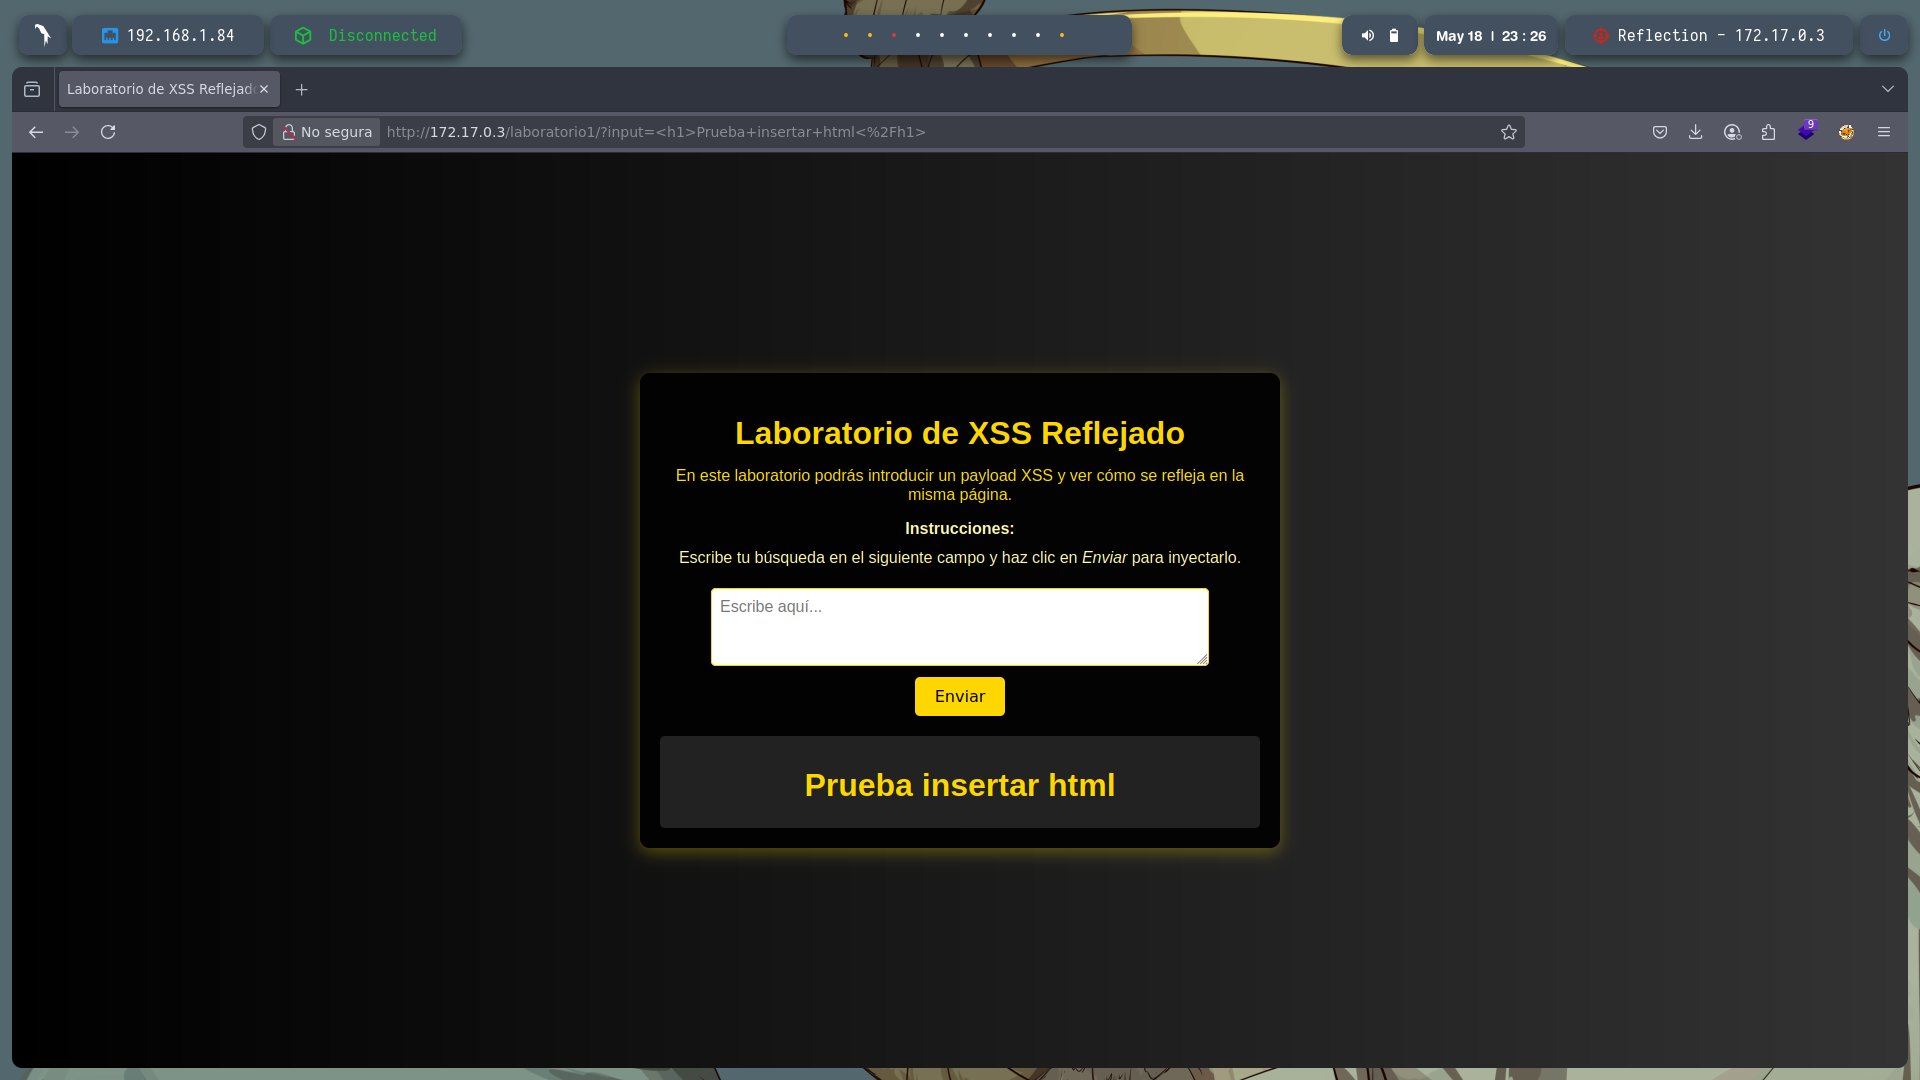 192.168.1.84
Disconnected
May 18 | 23 : 26
Reflection - 172.17.0.3
Laboratorio de XSS Reflejado
No segura
http://172.17.0.3/laboratorio1/?input=<h1>Prueba+insertar+html<%2Fh1>
9
Laboratorio de XSS Reflejado
En este laboratorio podrás introducir un payload XSS y ver cómo se refleja en la
misma página.
Instrucciones:
Escribe tu búsqueda en el siguiente campo y haz clic en Enviar para inyectarlo.
Escribe aquí...
Enviar
Prueba insertar html